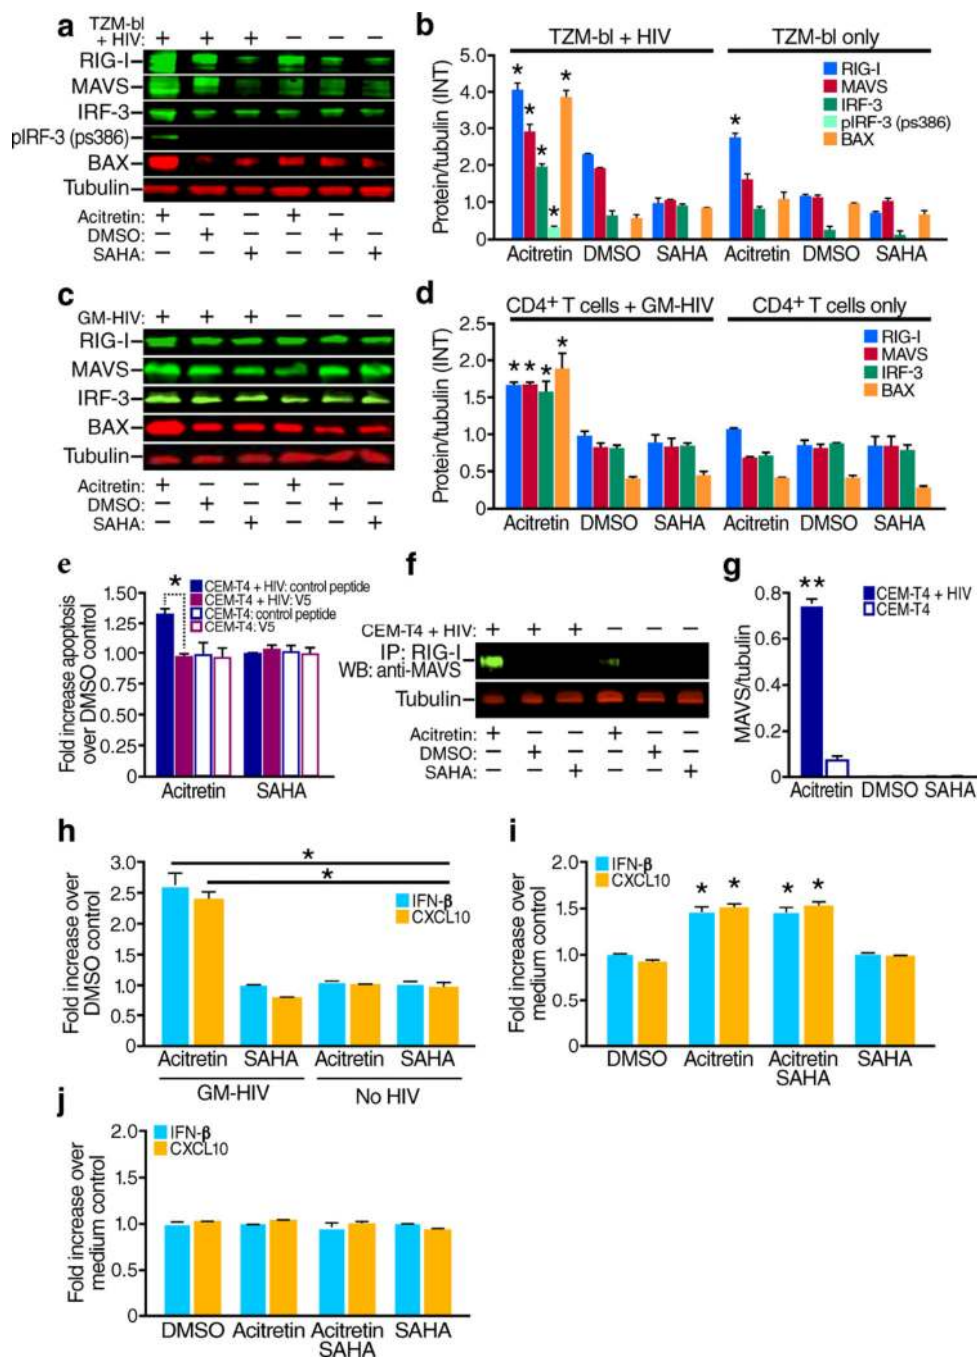 a
TZM-bl
+ HIV: + + + − − −
RIG-I
MAVS
IRF-3
pIRF-3 (ps386)
BAX
Tubulin
Acitretin: + − − + − −
DMSO: − + − − + −
SAHA: − − + − − +
b
TZM-bl + HIV
TZM-bl only
Protein/tubulin (INT)
5.0
4.0
3.0
2.0
1.0
0
* * * * *
*
RIG-I
MAVS
IRF-3
pIRF-3 (ps386)
BAX
Acitretin DMSO SAHA Acitretin DMSO SAHA
c
GM-HIV: + + + − − −
RIG-I
MAVS
IRF-3
BAX
Tubulin
Acitretin: + − − + − −
DMSO: − + − − + −
SAHA: − − + − − +
d
CD4+ T cells + GM-HIV
CD4+ T cells only
Protein/tubulin (INT)
2.5
2.0
1.5
1.0
0.5
0
* * * *
RIG-I
MAVS
IRF-3
BAX
Acitretin DMSO SAHA Acitretin DMSO SAHA
e
Fold increase apoptosis
over DMSO control
1.50
1.25
1.00
0.75
0.50
1.25
0
*
CEM-T4 + HIV: control peptide
CEM-T4 + HIV: V5
CEM-T4: control peptide
CEM-T4: V5
Acitretin SAHA
f
CEM-T4 + HIV: + + + − − −
IP: RIG-I
WB: anti-MAVS
Tubulin
Acitretin: + − − + − −
DMSO: − + − − + −
SAHA: − − + − − +
g
MAVS/tubulin
0.8
0.6
0.4
0.2
0
**
CEM-T4 + HIV
CEM-T4
Acitretin DMSO SAHA
h
Fold increase over
DMSO control
3.0
2.5
2.0
1.5
1.0
0.5
0
*
*
IFN-β
CXCL10
Acitretin SAHA Acitretin SAHA
GM-HIV No HIV
i
Fold increase over
medium control
2.0
1.5
1.0
0.5
0
* * * *
IFN-β
CXCL10
DMSO Acitretin Acitretin SAHA
SAHA
j
Fold increase over
medium control
2.0
1.5
1.0
0.5
0
IFN-β
CXCL10
DMSO Acitretin Acitretin SAHA
SAHA